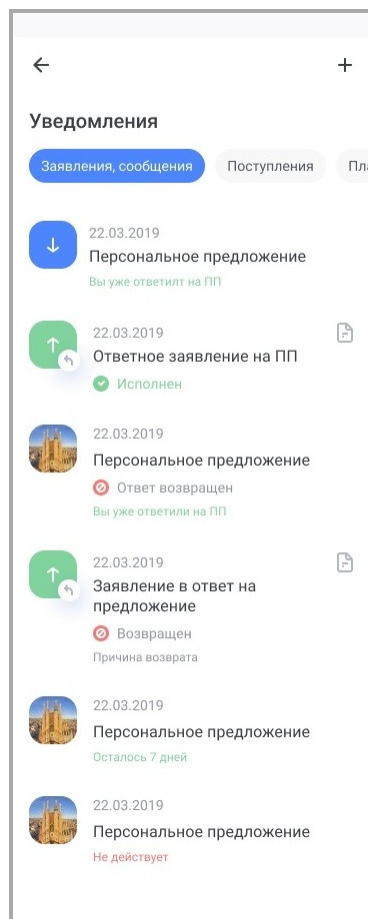 Уведомления
Заявления, сообщения
Поступления
Пла
22.03.2019
Персональное предложение
Вы уже ответилт на ПП
22.03.2019
Ответное заявление на ПП
Исполнен
22.03.2019
Персональное предложение
Ответ возвращен
Вы уже ответили на ПП
22.03.2019
Заявление в ответ на
предложение
Возвращен
Причина возврата
22.03.2019
Персональное предложение
Осталось 7 дней
22.03.2019
Персональное предложение
Не действует